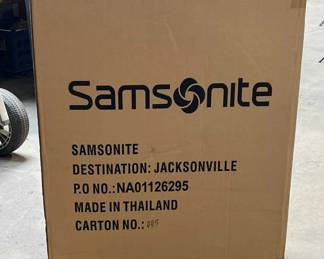 Samsonite
SAMSONITE
DESTINATION: JACKSONVILLE
P.O NO.:NA01126295
MADE IN THAILAND
CARTON NO.: